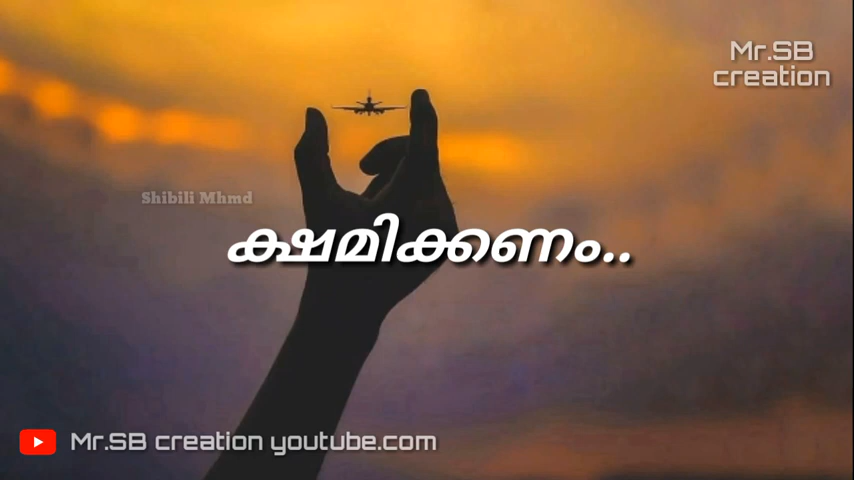 Mr.SB
creation
Shibili Mhmd
ക്ഷമിക്കണം..
Mr.SB creation youtube.com